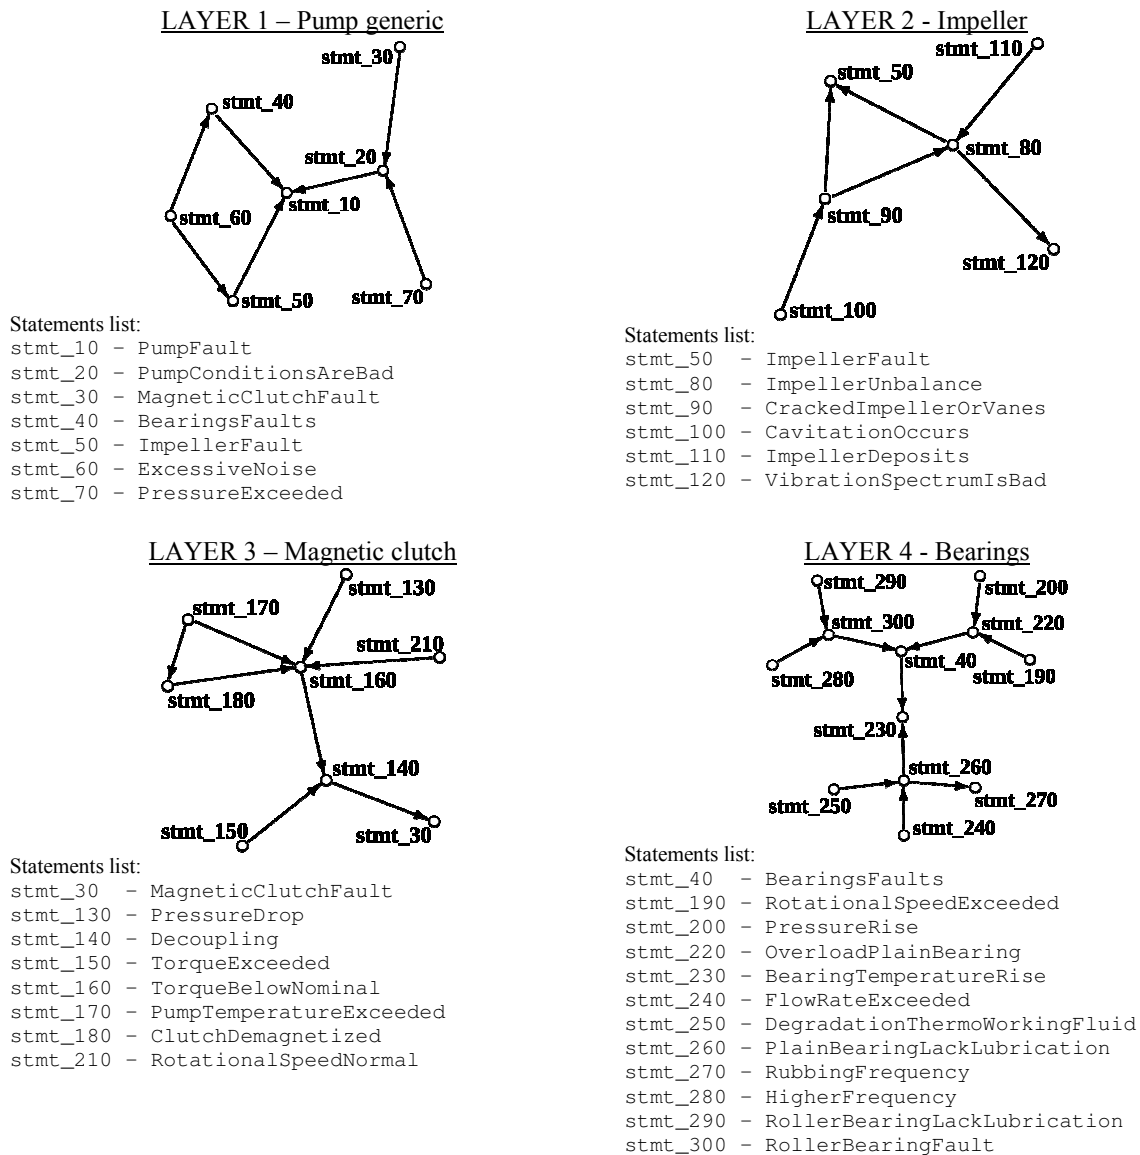 LAYER 1 – Pump generic
stmt_30
stmt_40
stmt_20
stmt_10
stmt_60
stmt_50
stmt_70
Statements list:
stmt_10 – PumpFault
stmt_20 – PumpConditionsAreBad
stmt_30 – MagneticClutchFault
stmt_40 – BearingsFaults
stmt_50 – ImpellerFault
stmt_60 – ExcessiveNoise
stmt_70 – PressureExceeded
LAYER 2 - Impeller
stmt_110
stmt_50
stmt_80
stmt_90
stmt_120
stmt_100
Statements list:
stmt_50 – ImpellerFault
stmt_80 – ImpellerUnbalance
stmt_90 – CrackedImpellerOrVanes
stmt_100 – CavitationOccurs
stmt_110 – ImpellerDeposits
stmt_120 – VibrationSpectrumIsBad
LAYER 3 – Magnetic clutch
stmt_130
stmt_170
stmt_210
stmt_160
stmt_180
stmt_140
stmt_150
stmt_30
Statements list:
stmt_30 – MagneticClutchFault
stmt_130 – PressureDrop
stmt_140 – Decoupling
stmt_150 – TorqueExceeded
stmt_160 – TorqueBelowNominal
stmt_170 – PumpTemperatureExceeded
stmt_180 – ClutchDemagnetized
stmt_210 – RotationalSpeedNormal
LAYER 4 - Bearings
stmt_290
stmt_200
stmt_300
stmt_220
stmt_40
stmt_280
stmt_190
stmt_230
stmt_260
stmt_250
stmt_270
stmt_240
Statements list:
stmt_40 – BearingsFaults
stmt_190 – RotationalSpeedExceeded
stmt_200 – PressureRise
stmt_220 – OverloadPlainBearing
stmt_230 – BearingTemperatureRise
stmt_240 – FlowRateExceeded
stmt_250 – DegradationThermoWorkingFluid
stmt_260 – PlainBearingLackLubrication
stmt_270 – RubbingFrequency
stmt_280 – HigherFrequency
stmt_290 – RollerBearingLackLubrication
stmt_300 – RollerBearingFault